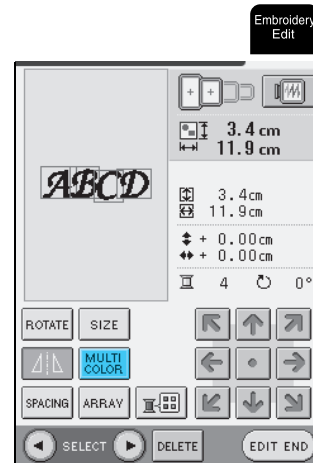 Embroidery
Edit
3.4 cm
11.9 cm
ABCD
3.4cm
11.9cm
+ 0.00cm
+ 0.00cm
4 0°
ROTATE SIZE
MULTI
COLOR
SPACING ARRAY
SELECT DELETE EDIT END